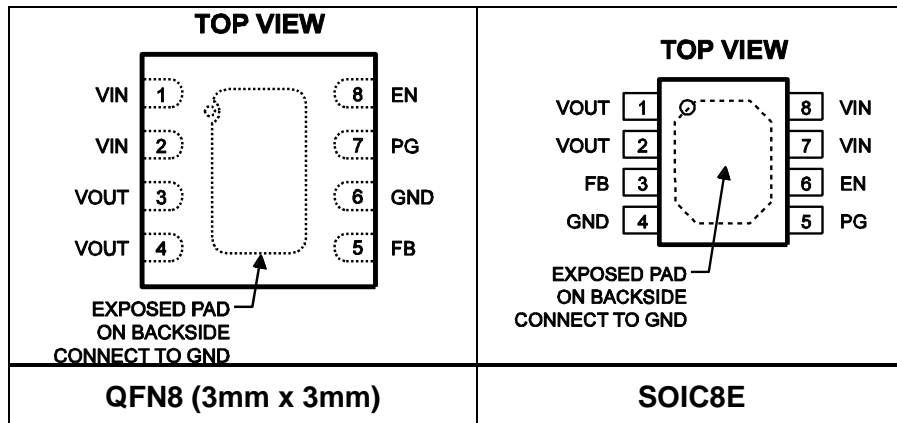 TOP VIEW
VIN 1 8 EN
VIN 2 7 PG
VOUT 3 6 GND
VOUT 4 5 FB
EXPOSED PAD
ON BACKSIDE
CONNECT TO GND
QFN8 (3mm x 3mm)
TOP VIEW
VOUT 1 8 VIN
VOUT 2 7 VIN
FB 3 6 EN
GND 4 5 PG
EXPOSED PAD
ON BACKSIDE
CONNECT TO GND
SOIC8E